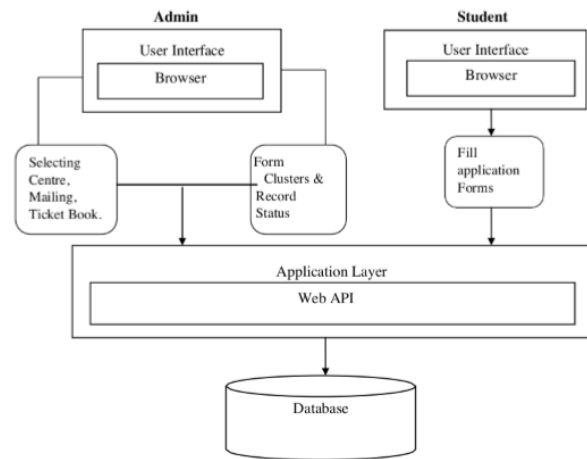 Admin
Student
User Interface
Browser
User Interface
Browser
Selecting
Centre,
Mailing,
Ticket Book.
Form
Clusters &
Record
Status
Fill
application
Forms
Application Layer
Web API
Database